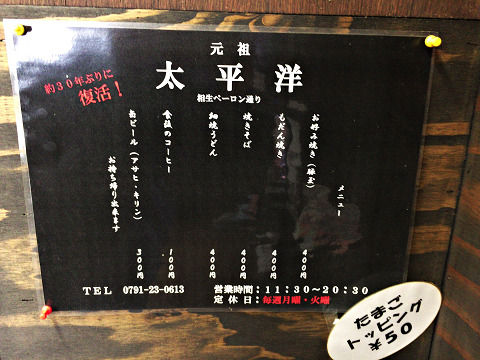 元祖
太平洋
相生ペーロン通り
約30年ぶりに
復活！
メニュー
お好み焼き（豚玉） 400円
もだん焼き 400円
焼きそば 400円
細焼うどん 400円
食後のコーヒー 100円
缶ビール（アサヒ・キリン） 300円
お持ち帰り出来ます
TEL 0791-23-0613
営業時間：11：30～20：30
定休日：毎週月曜・火曜
たまご
トッピング
¥50